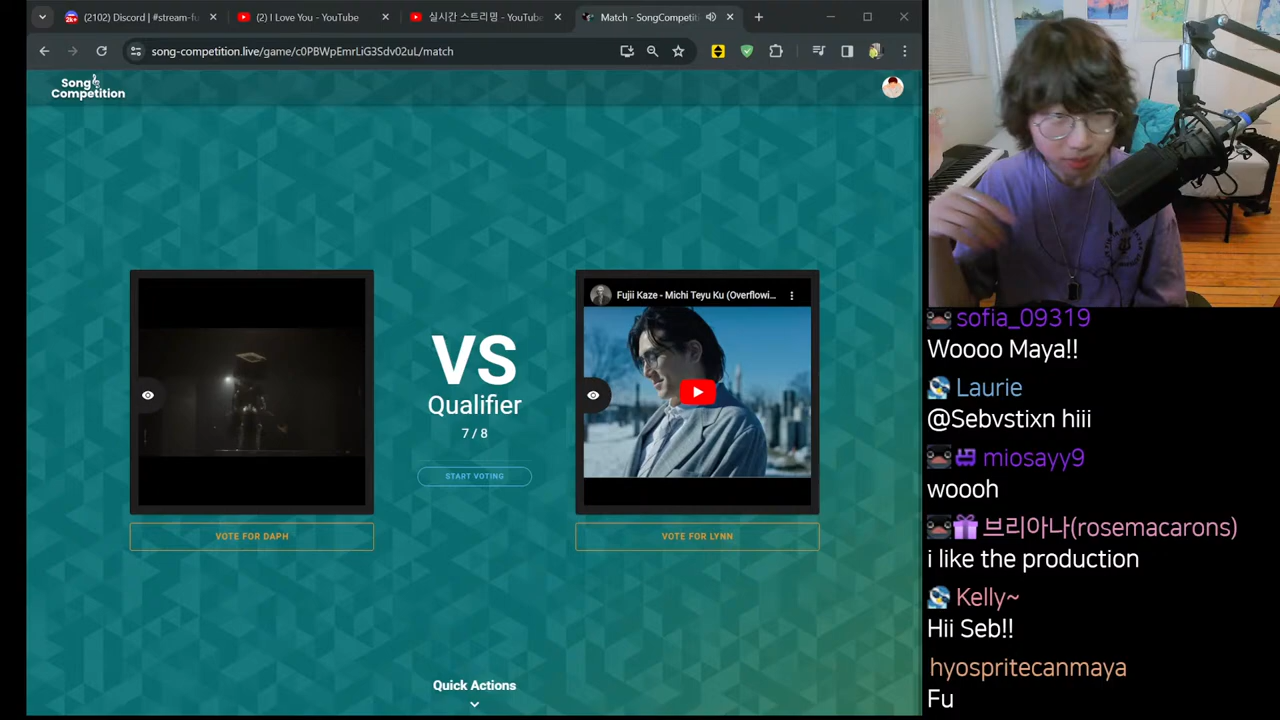 (2102) Discord | #stream-fu
(2) I Love You - YouTube
실시간 스트리명 - YouTube
Match - SongCompetit
song-competition.live/game/c0PBWpEmrLiG3Sdv02uL/match
Song
Competition
Fujii Kaze - Michi Teyu Ku (Overflowi...
VS
Qualifier
7 / 8
START VOTING
VOTE FOR DAPH
VOTE FOR LYNN
Quick Actions
sofia_09319
Woooo Maya!!
Laurie
@Sebvstixn hiii
miosayy9
woooh
브리아나(rosemacarons)
i like the production
Kelly~
Hii Seb!!
hyospritecanmaya
Fu